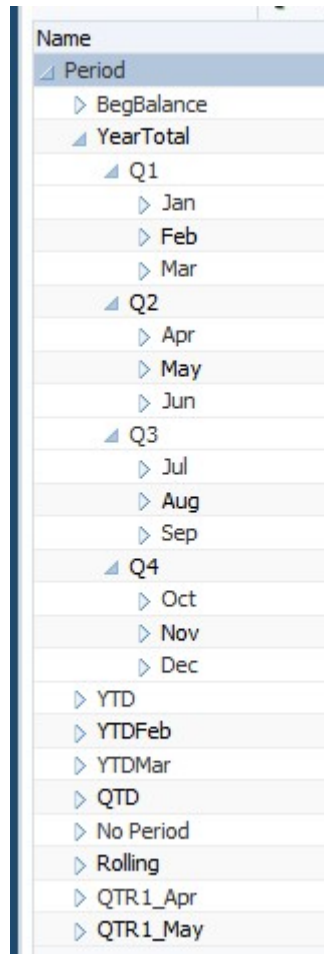 Name
Period
BegBalance
YearTotal
Q1
Jan
Feb
Mar
Q2
Apr
May
Jun
Q3
Jul
Aug
Sep
Q4
Oct
Nov
Dec
YTD
YTDFeb
YTDMar
QTD
No Period
Rolling
QTR1_Apr
QTR1_May